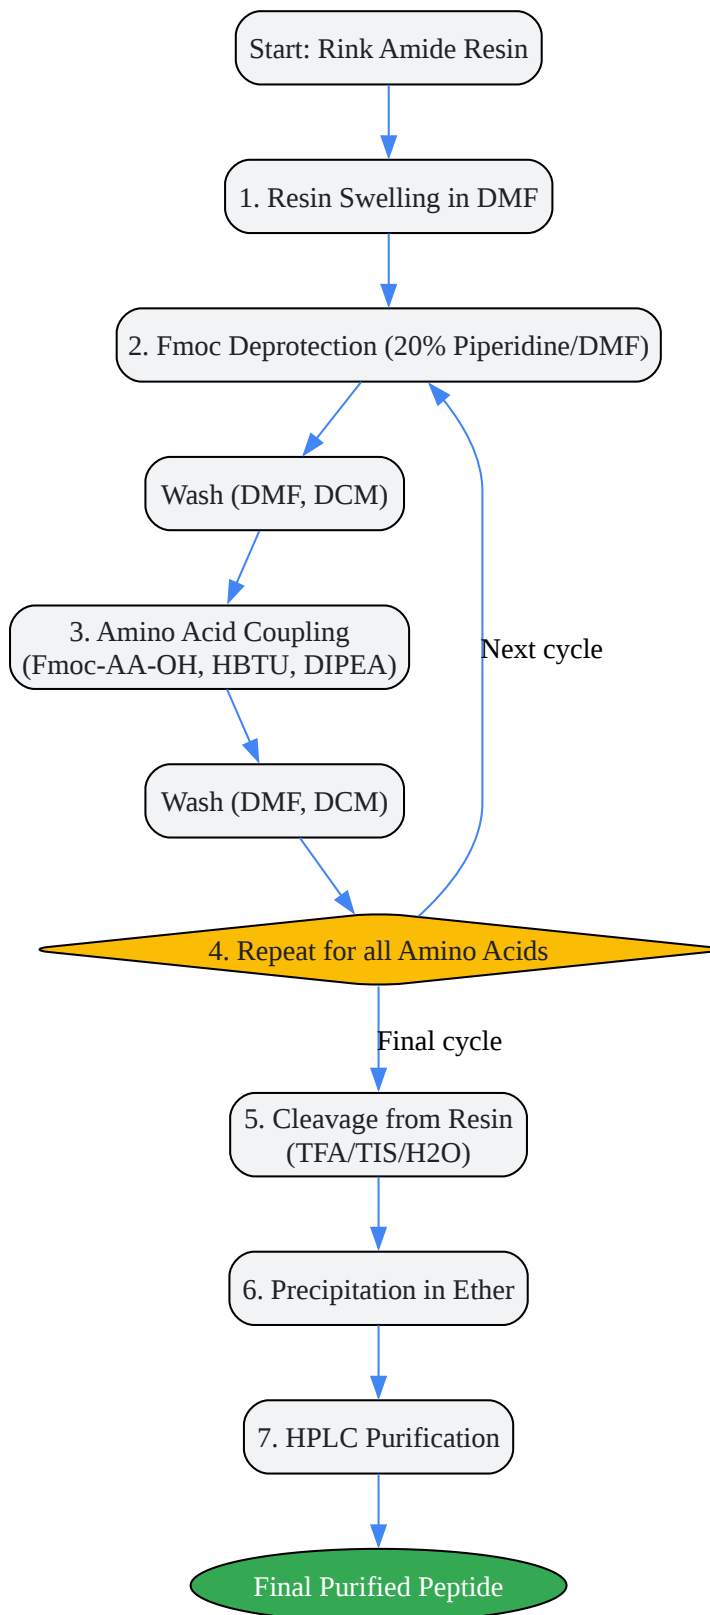 Start: Rink Amide Resin
1. Resin Swelling in DMF
2. Fmoc Deprotection (20% Piperidine/DMF)
Wash (DMF, DCM)
3. Amino Acid Coupling
(Fmoc-AA-OH, HBTU, DIPEA)
Next cycle
Wash (DMF, DCM)
4. Repeat for all Amino Acids
Final cycle
5. Cleavage from Resin
(TFA/TIS/H2O)
6. Precipitation in Ether
7. HPLC Purification
Final Purified Peptide